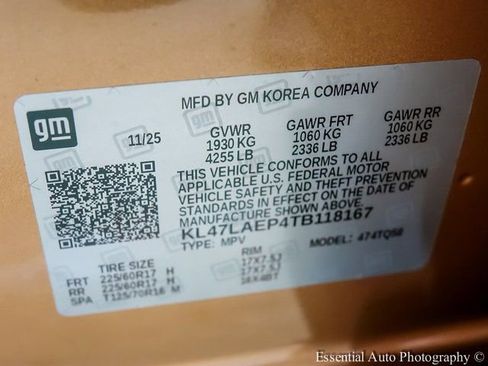 MFD BY GM KOREA COMPANY
gm
11/25
GVWR
1930 KG
4255 LB
GAWR FRT
1060 KG
2336 LB
GAWR RR
1060 KG
2336 LB
THIS VEHICLE CONFORMS TO ALL
APPLICABLE U.S. FEDERAL MOTOR
VEHICLE SAFETY AND THEFT PREVENTION
STANDARDS IN EFFECT ON THE DATE OF
MANUFACTURE SHOWN ABOVE.
KL47LAEP4TB118167
TYPE: MPV
MODEL: 4TQ58
TIRE SIZE
RIM
FRT 225/60R17 H 17X7.5J
RR 225/60R17 H 17X7.5J
SPA T125/70R16 M 16X4BT
Essential Auto Photography ©